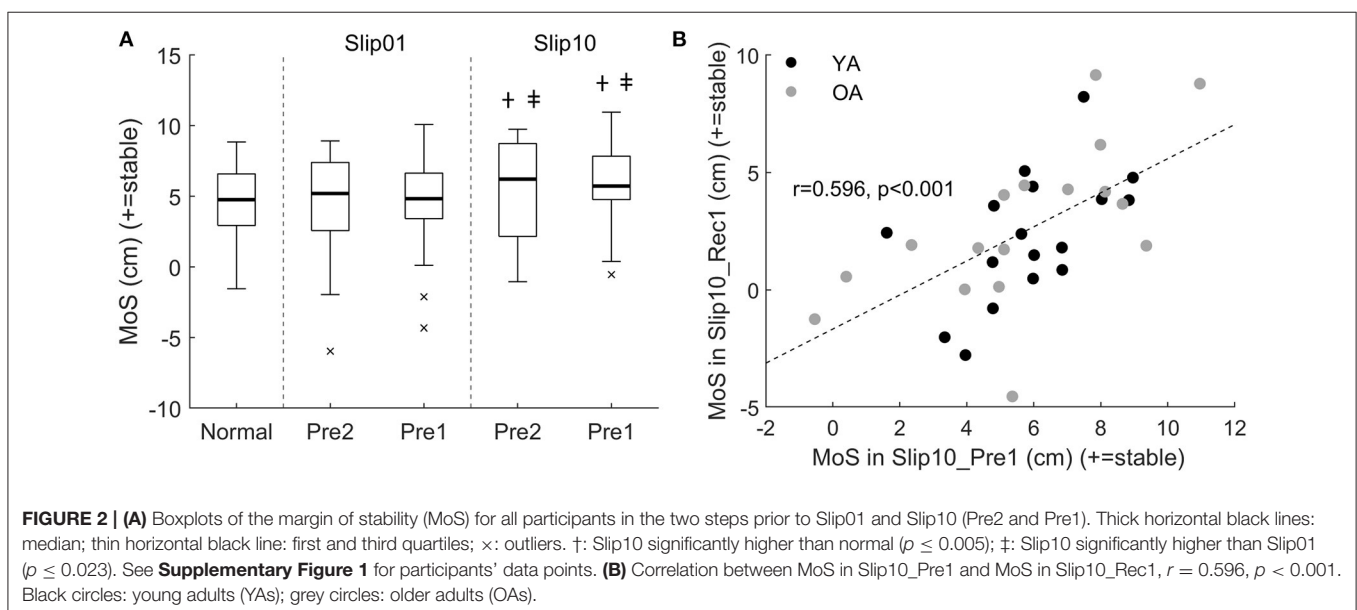 A
Slip01
Slip10
15
10
5
0
-5
-10
MoS (cm) (+=stable)
† ‡
† ‡
×
×
×
×
Normal
Pre2
Pre1
Pre2
Pre1
B
YA
OA
10
5
0
-5
MoS in Slip10_Rec1 (cm) (+=stable)
r=0.596, p<0.001
-2
0
2
4
6
8
10
12
MoS in Slip10_Pre1 (cm) (+=stable)
FIGURE 2 | (A) Boxplots of the margin of stability (MoS) for all participants in the two steps prior to Slip01 and Slip10 (Pre2 and Pre1). Thick horizontal black lines:
median; thin horizontal black line: first and third quartiles; ×: outliers. †: Slip10 significantly higher than normal (p ≤ 0.005); ‡: Slip10 significantly higher than Slip01
(p ≤ 0.023). See Supplementary Figure 1 for participants' data points. (B) Correlation between MoS in Slip10_Pre1 and MoS in Slip10_Rec1, r = 0.596, p < 0.001.
Black circles: young adults (YAs); grey circles: older adults (OAs).